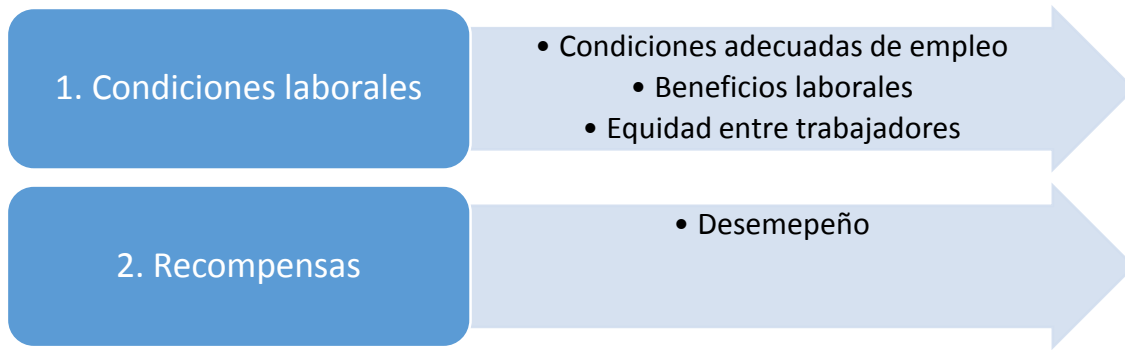 1. Condiciones laborales
• Condiciones adecuadas de empleo
• Beneficios laborales
• Equidad entre trabajadores
2. Recompensas
• Desemepeño